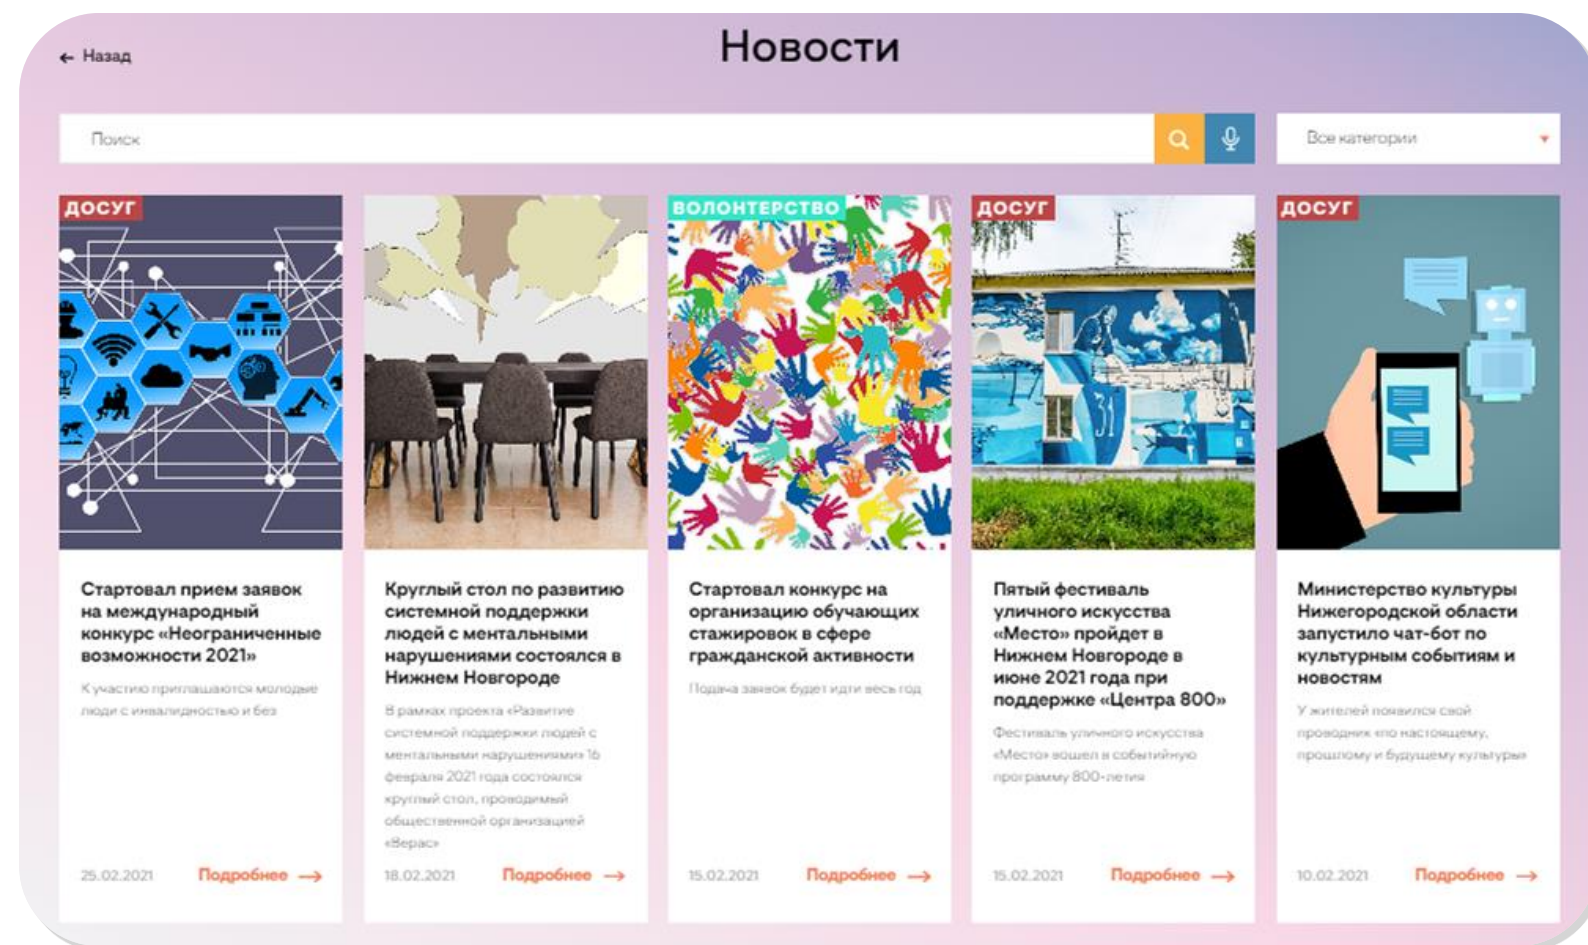 ← Назад
Новости
Поиск
Все категории
ДОСУГ
Стартовал прием заявок
на международный
конкурс «Неограниченные
возможности 2021»
К участию приглашаются молодые
люди с инвалидностью и без
25.02.2021
Подробнее →
Круглый стол по развитию
системной поддержки
людей с ментальными
нарушениями состоялся в
Нижнем Новгороде
В рамках проекта «Развитие
системной поддержки людей с
ментальными нарушениями» 16
февраля 2021 года состоялся
круглый стол, проводимый
общественной организацией
«Верас»
18.02.2021
Подробнее →
ВОЛОНТЕРСТВО
Стартовал конкурс на
организацию обучающих
стажировок в сфере
гражданской активности
Подача заявок будет идти весь год
15.02.2021
Подробнее →
ДОСУГ
31
Пятый фестиваль
уличного искусства
«Место» пройдет в
Нижнем Новгороде в
июне 2021 года при
поддержке «Центра 800»
Фестиваль уличного искусства
«Место» вошел в событийную
программу 800-летия
15.02.2021
Подробнее →
ДОСУГ
Министерство культуры
Нижегородской области
запустило чат-бот по
культурным событиям и
новостям
У жителей появился свой
проводник «по настоящему,
прошлому и будущему культуры»
10.02.2021
Подробнее →